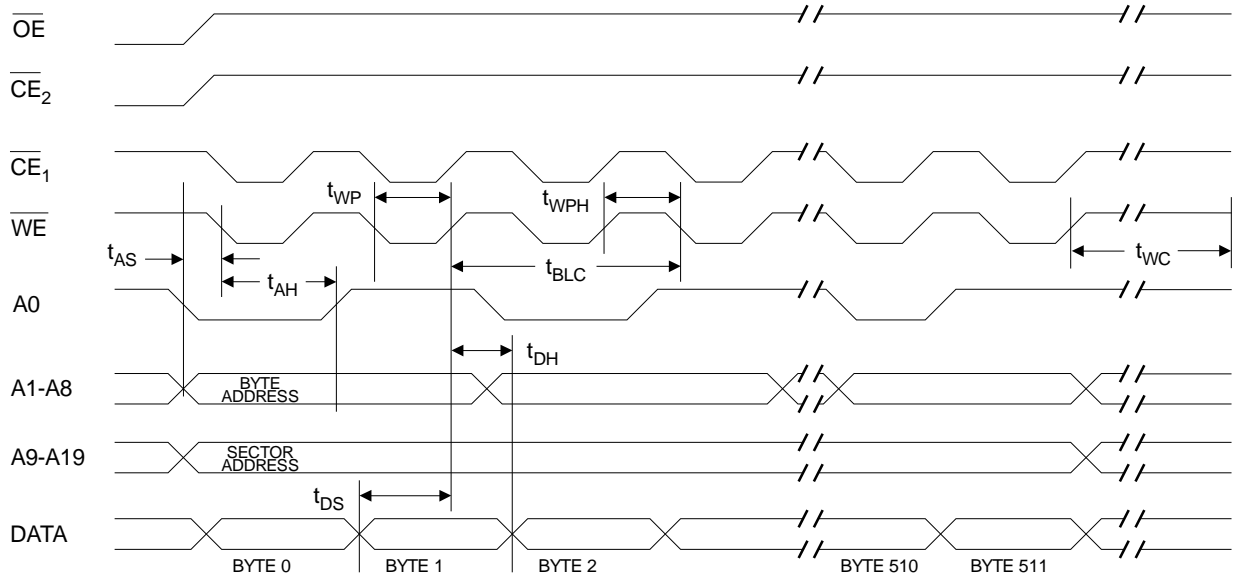 OE
CE2
CE1
tWP
tWPH
WE
tAS
tBLC
tWC
tAH
A0
tDH
A1-A8
BYTE
ADDRESS
A9-A19
SECTOR
ADDRESS
tDS
DATA
BYTE 0
BYTE 1
BYTE 2
BYTE 510
BYTE 511